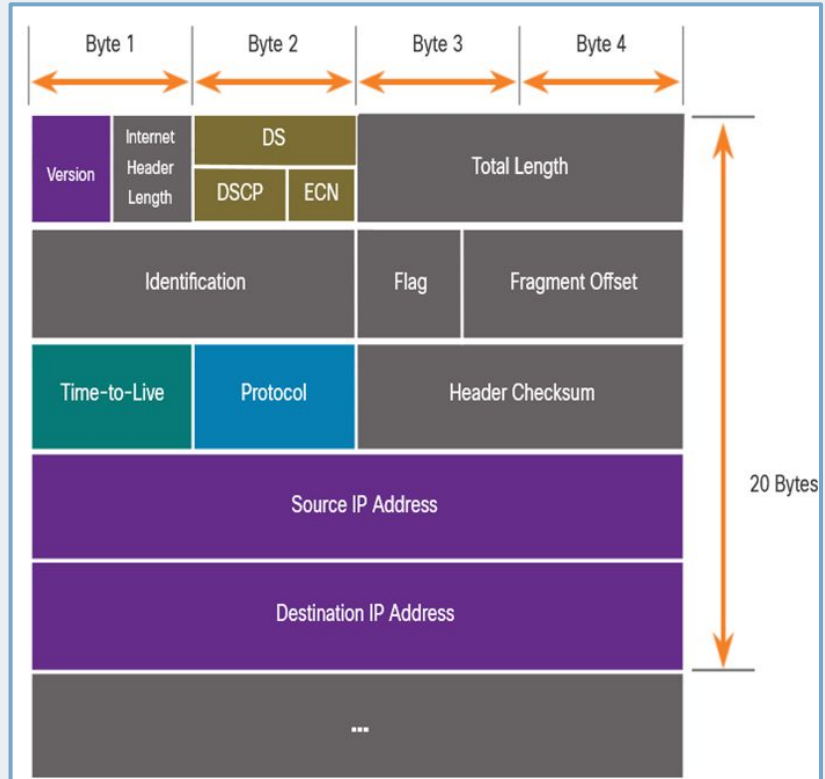 Byte 1 Byte 2 Byte 3 Byte 4
Version
Internet
Header
Length
DS
DSCP ECN
Total Length
Identification Flag Fragment Offset
Time-to-Live Protocol Header Checksum
Source IP Address
20 Bytes
Destination IP Address
...